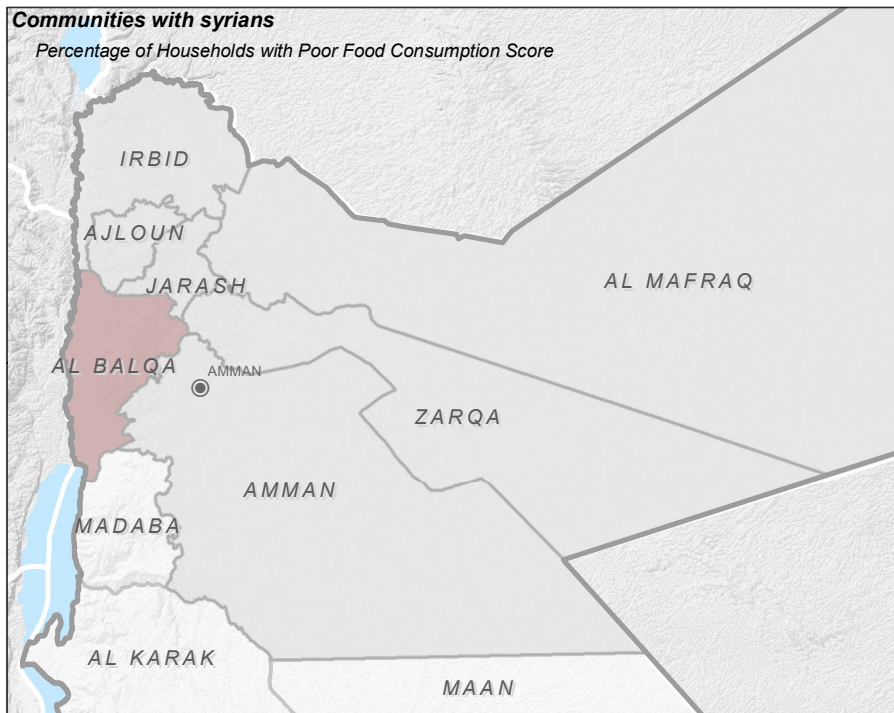 Communities with syrians
Percentage of Households with Poor Food Consumption Score
IRBID
AJLOUN
JARASH
AL MAFRAQ
AL BALQA
AMMAN
ZARQA
AMMAN
MADABA
AL KARAK
MAAN